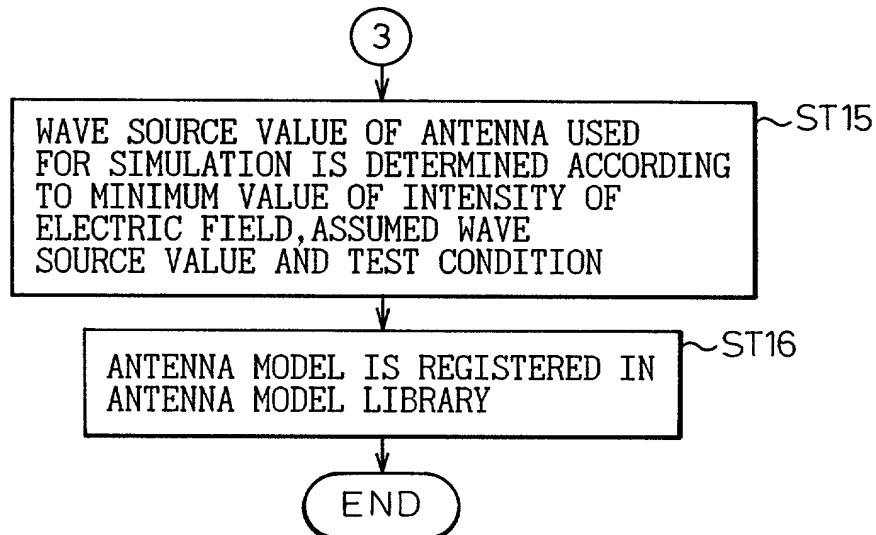 3
WAVE SOURCE VALUE OF ANTENNA USED
FOR SIMULATION IS DETERMINED ACCORDING
TO MINIMUM VALUE OF INTENSITY OF
ELECTRIC FIELD,ASSUMED WAVE
SOURCE VALUE AND TEST CONDITION
ST15
ANTENNA MODEL IS REGISTERED IN
ANTENNA MODEL LIBRARY
ST16
END